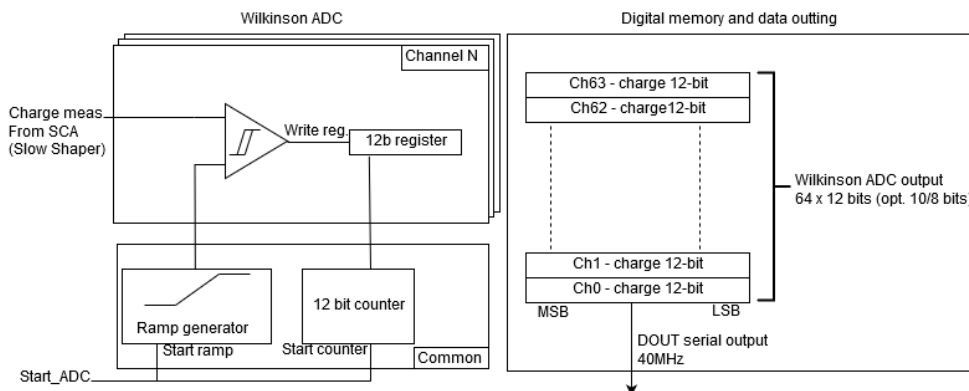 Wilkinson ADC
Channel N
Charge meas
From SCA
(Slow Shaper)
Write reg.
12b register
Ramp generator
12 bit counter
Start ramp
Start counter
Common
Start_ADC
Digital memory and data outting
Ch63 - charge 12-bit
Ch62 - charge12-bit
Wilkinson ADC output
64 x 12 bits (opt. 10/8 bits)
Ch1 - charge 12-bit
Ch0 - charge 12-bit
MSB
LSB
DOUT serial output
40MHz